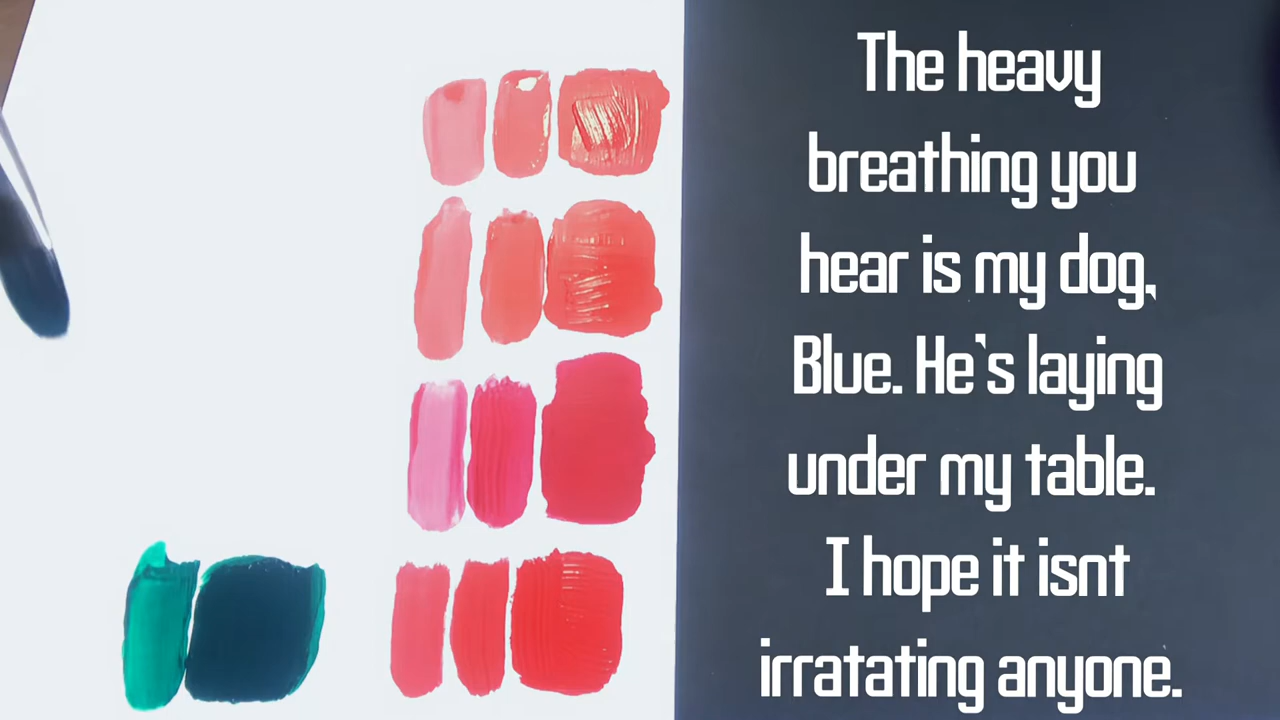 The heavy
breathing you
hear is my dog,
Blue. He's laying
under my table.
I hope it isnt
irratating anyone.